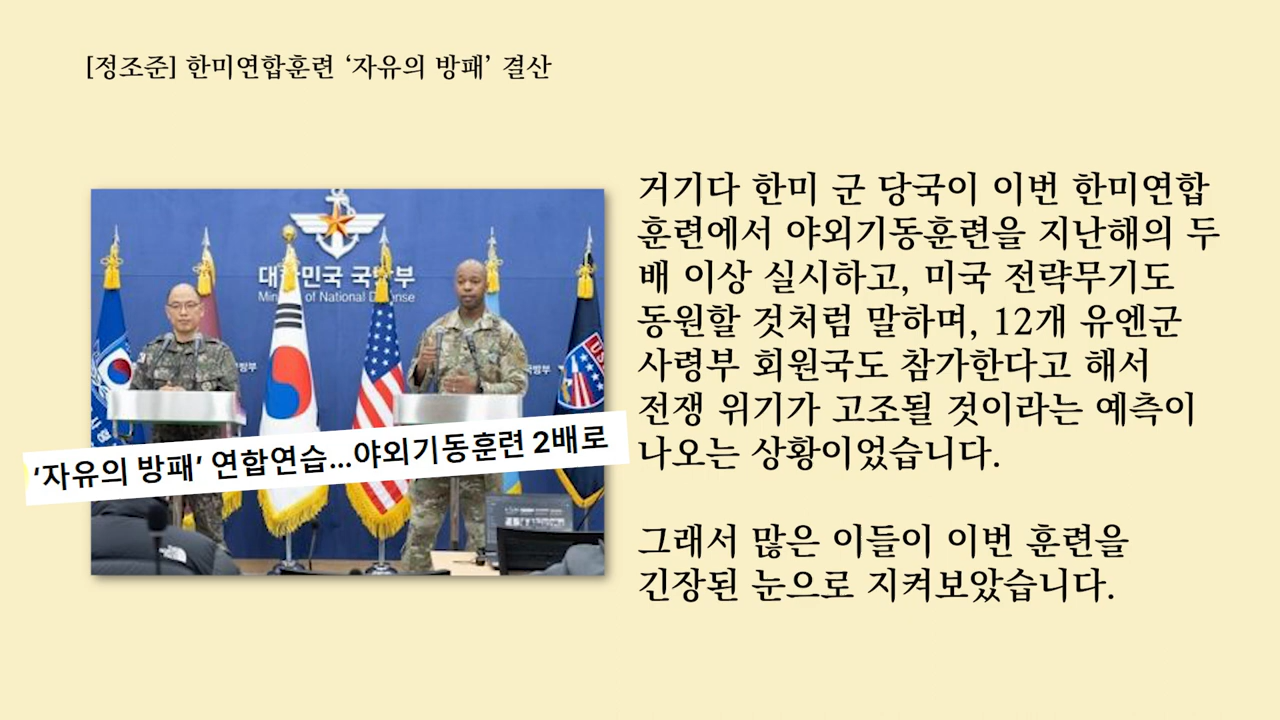 [정조준] 한미연합훈련 ‘자유의 방패’ 결산
대한민국 국방부
Ministry of National Defense
‘자유의 방패’ 연합연습...야외기동훈련 2배로
거기다 한미 군 당국이 이번 한미연합
훈련에서 야외기동훈련을 지난해의 두
배 이상 실시하고, 미국 전략무기도
동원할 것처럼 말하며, 12개 유엔군
사령부 회원국도 참가한다고 해서
전쟁 위기가 고조될 것이라는 예측이
나오는 상황이었습니다.
그래서 많은 이들이 이번 훈련을
긴장된 눈으로 지켜보았습니다.